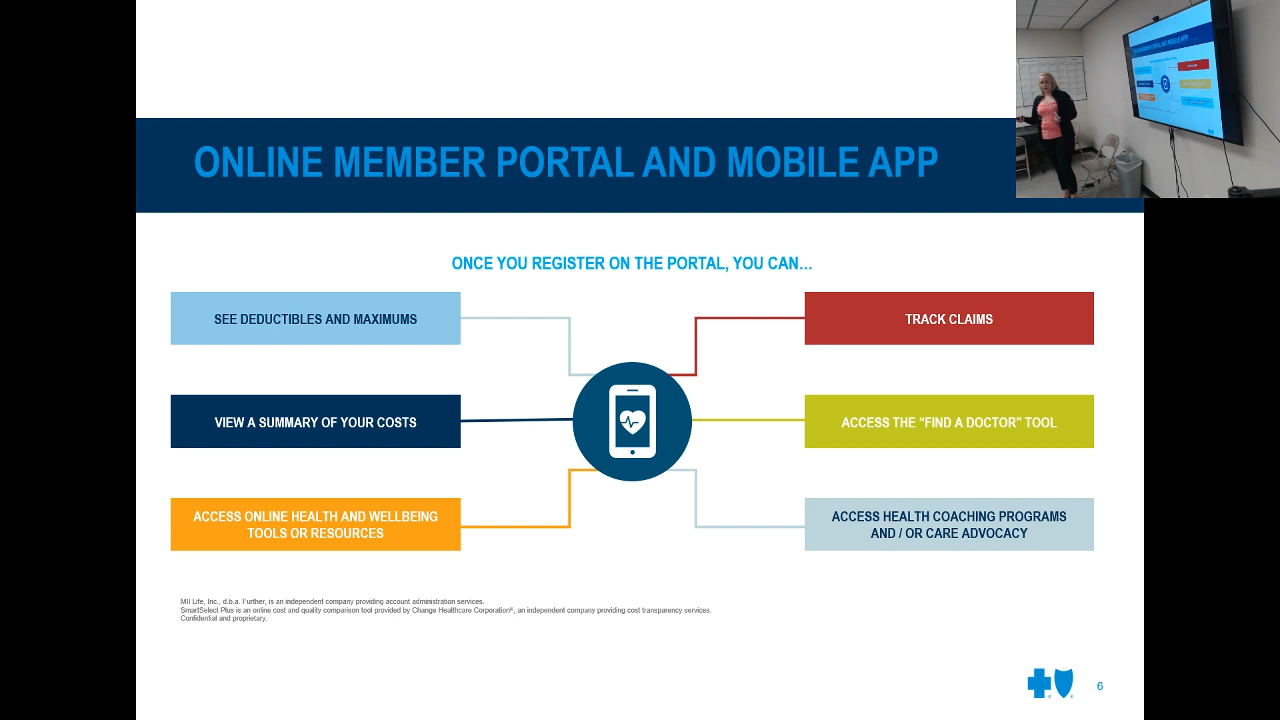 ONLINE MEMBER PORTAL AND MOBILE APP
ONCE YOU REGISTER ON THE PORTAL, YOU CAN...
SEE DEDUCTIBLES AND MAXIMUMS
TRACK CLAIMS
VIEW A SUMMARY OF YOUR COSTS
ACCESS THE “FIND A DOCTOR” TOOL
ACCESS ONLINE HEALTH AND WELLBEING
TOOLS OR RESOURCES
ACCESS HEALTH COACHING PROGRAMS
AND / OR CARE ADVOCACY
MII Life, Inc., d.b.a. Further, is an independent company providing account administration services.
SmartSelect Plus is an online cost and quality comparison tool provided by Change Healthcare Corporation®, an independent company providing cost transparency services.
Confidential and proprietary.
6